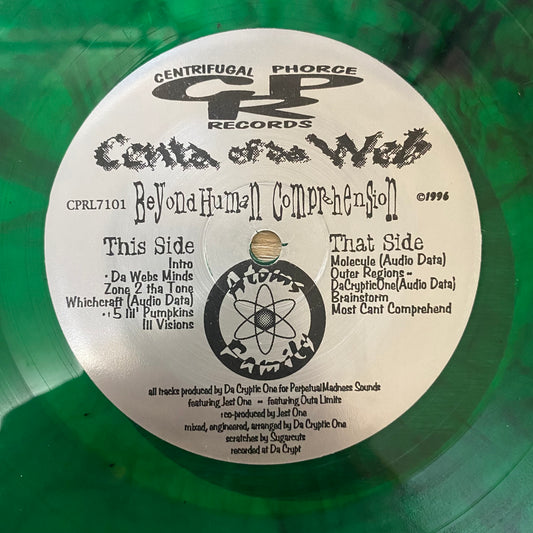 CENTRIFUGAL PHORCE
CPR
RECORDS
Centa of tha Web
CPRL7101 Beyond Human Comprehension ©1996
This Side
Intro
· Da Webs Minds
Zone 2 tha Tone
Whichcraft (Audio Data)
· : 5 lil' Pumpkins
Ill Visions
That Side
Molecule (Audio Data)
Outer Regions ~
DaCrypticOne(Audio Data)
Brainstorm
Most Cant Comprehend
Atoms
Family
all tracks produced by Da Cryptic One for Perpetual Madness Sounds
· featuring Jest One ~ featuring Outa Limits
: co-produced by Jest One
mixed, engineered, arranged by Da Cryptic One
scratches by Sugarcuts
recorded at Da Crypt